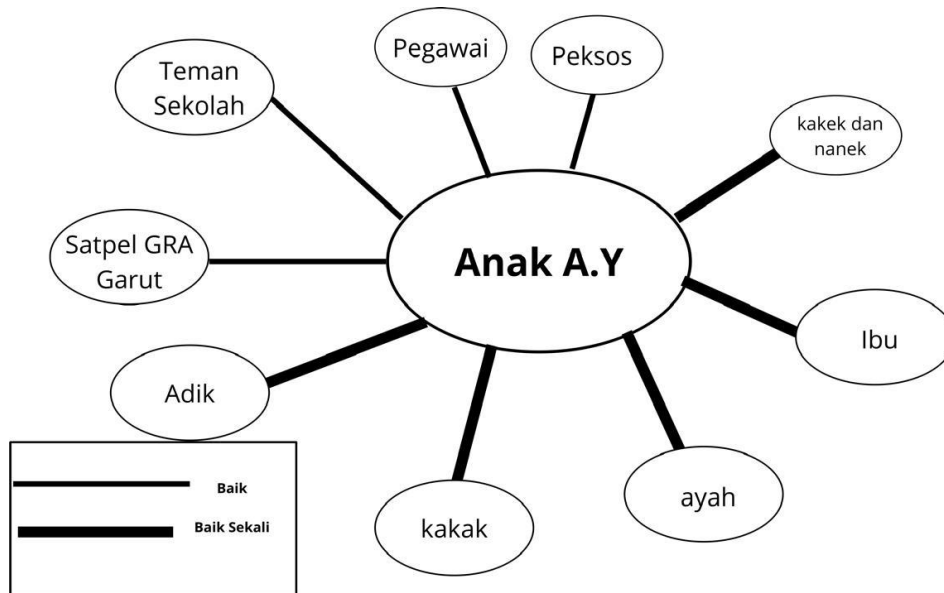 Pegawai
Peksos
Teman
Sekolah
kakek dan
nanek
Satpel GRA
Garut
Anak A.Y
Ibu
Adik
ayah
kakak
Baik
Baik Sekali